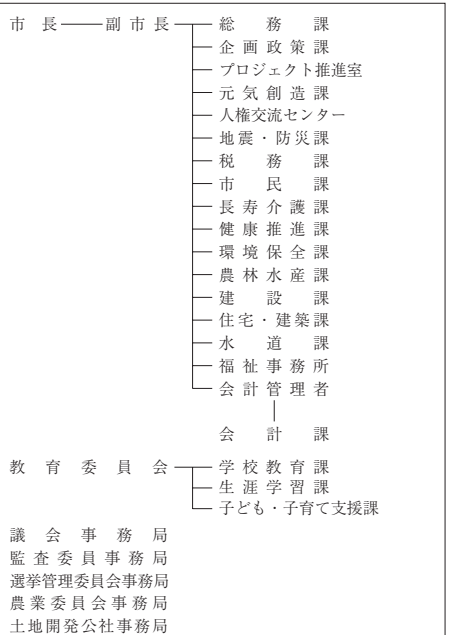 市長 副市長 総務課
企画政策課
プロジェクト推進室
元気創造課
人権交流センター
地震・防災課
税務課
市民課
長寿介護課
健康推進課
環境保全課
農林水産課
建設課
住宅・建築課
水道課
福祉事務所
会計管理者
会計課
教育委員会 学校教育課
生涯学習課
子ども・子育て支援課
議会事務局
監査委員事務局
選挙管理委員会事務局
農業委員会事務局
土地開発公社事務局